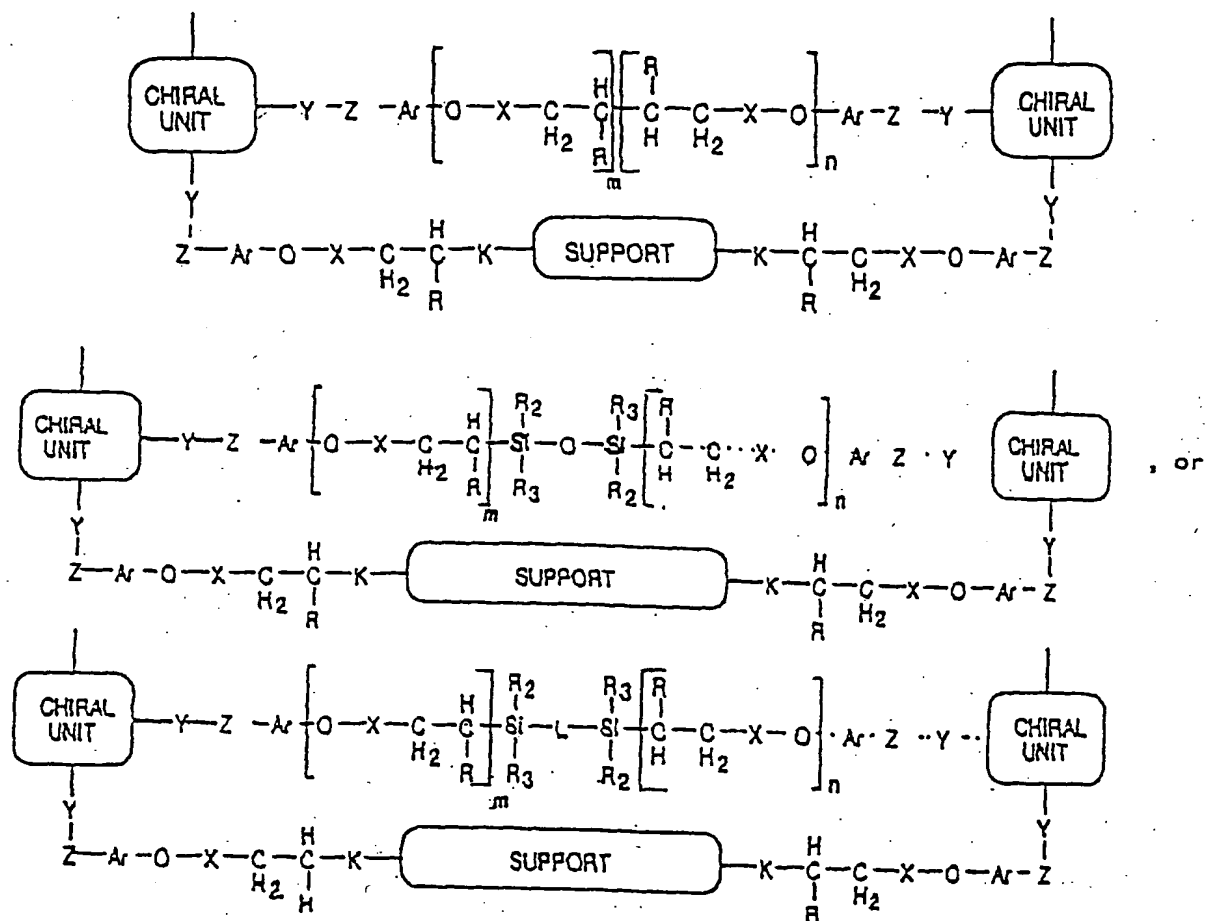 CHIRAL UNIT —Y—Z—Ar [ O—X—C—C ] [ C—C—X—O ] Ar—Z—Y— CHIRAL UNIT
H R
H2 R H H2
m n
Y Y
Z—Ar—O—X—C—C—K— SUPPORT —K—C—C—X—O—Ar—Z
H H
H2 R R H2
CHIRAL UNIT —Y—Z—Ar [ O—X—C—C ] Si—O—Si [ C—C···X· O ] Ar Z · Y CHIRAL UNIT , or
H R2 R3 R
H2 R R3 R2 H H2
m n
Y Y
Z—Ar—O—X—C—C—K— SUPPORT —K—C—C—X—O—Ar—Z
H H
H2 R R H2
CHIRAL UNIT —Y—Z—Ar [ O—X—C—C ] Si—L—Si [ C—C—X—O ] · Ar · Z ·· Y ·· CHIRAL UNIT
H R2 R3 R
H2 R R3 R2 H H2
m n
Y Y
Z—Ar—O—X—C—C—K— SUPPORT —K—C—C—X—O—Ar—Z
H H
H2 H R H2